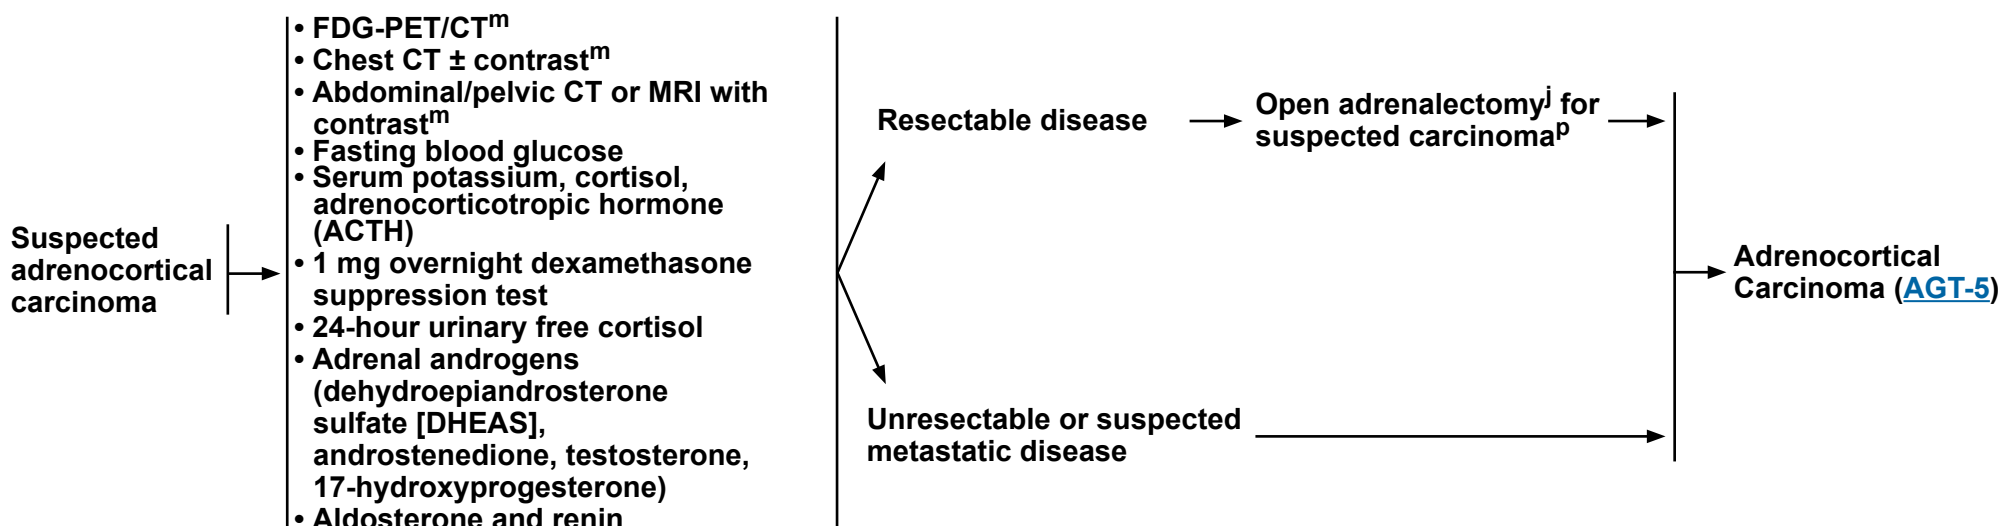 Suspected
adrenocortical
carcinoma
• FDG-PET/CTm
• Chest CT ± contrastm
• Abdominal/pelvic CT or MRI with
contrastm
• Fasting blood glucose
• Serum potassium, cortisol,
adrenocorticotropic hormone
(ACTH)
• 1 mg overnight dexamethasone
suppression test
• 24-hour urinary free cortisol
• Adrenal androgens
(dehydroepiandrosterone
sulfate [DHEAS],
androstenedione, testosterone,
17-hydroxyprogesterone)
• Aldosterone and renin
Resectable disease
Open adrenalectomyj for
suspected carcinomap
Unresectable or suspected
metastatic disease
Adrenocortical
Carcinoma (AGT-5)